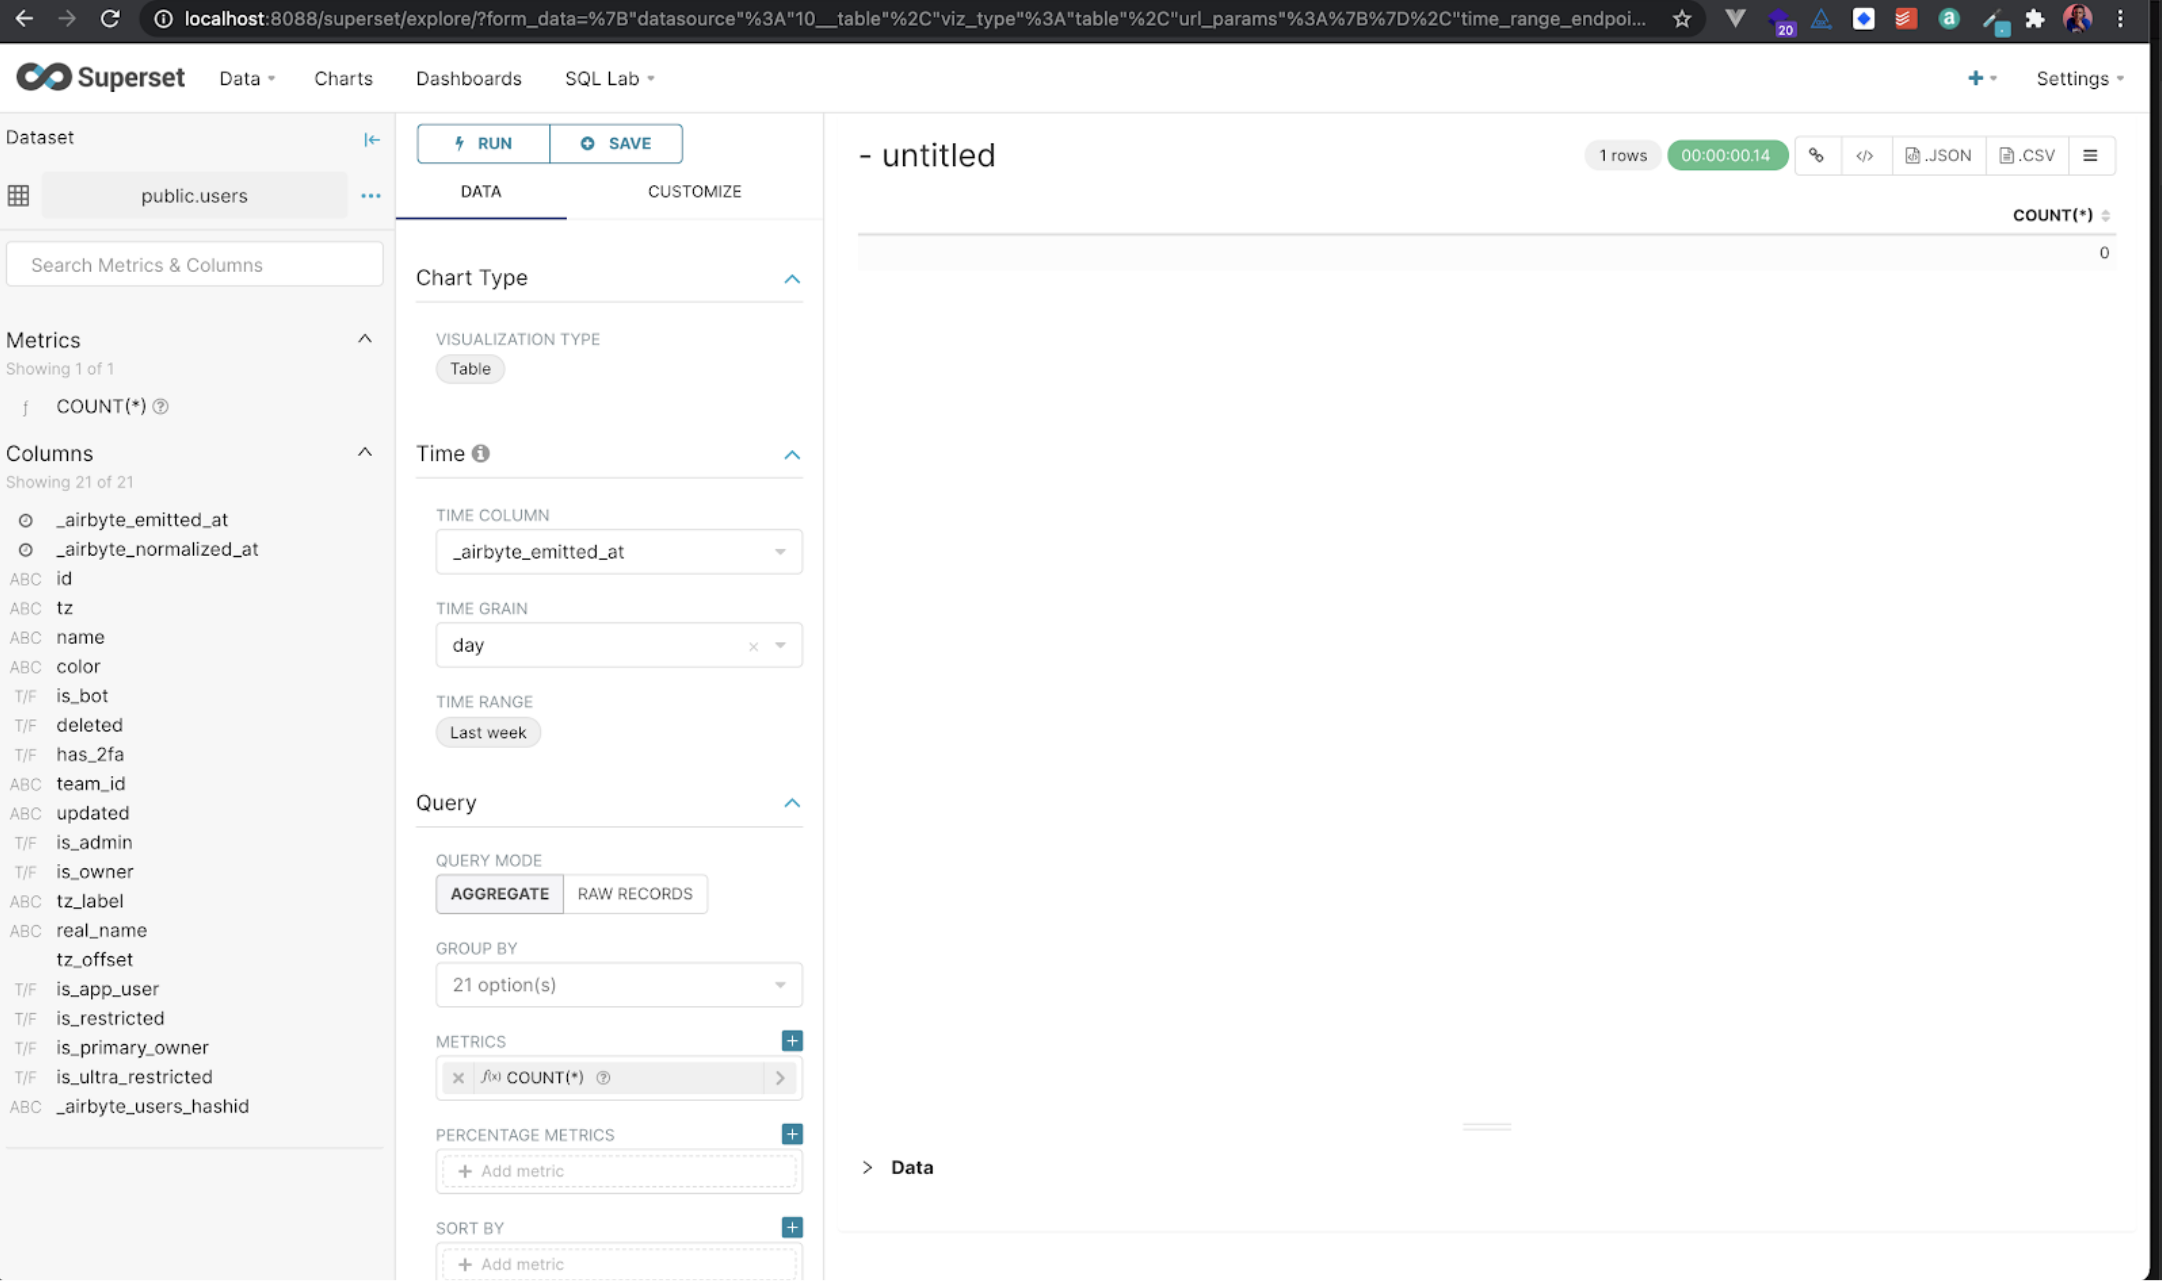 localhost:8088/superset/explore/?form_data=%7B"datasource"%3A"10__table"%2C"viz_type"%3A"table"%2C"url_params"%3A%7B%7D%2C"time_range_endpoi...
20
a
Superset
Data
Charts
Dashboards
SQL Lab
+
Settings
Dataset
public.users
Search Metrics & Columns
Metrics
Showing 1 of 1
ƒ COUNT(*)
Columns
Showing 21 of 21
_airbyte_emitted_at
_airbyte_normalized_at
ABC id
ABC tz
ABC name
ABC color
T/F is_bot
T/F deleted
T/F has_2fa
ABC team_id
ABC updated
T/F is_admin
T/F is_owner
ABC tz_label
ABC real_name
tz_offset
T/F is_app_user
T/F is_restricted
T/F is_primary_owner
T/F is_ultra_restricted
ABC _airbyte_users_hashid
RUN
SAVE
DATA
CUSTOMIZE
Chart Type
VISUALIZATION TYPE
Table
Time
TIME COLUMN
_airbyte_emitted_at
TIME GRAIN
day
TIME RANGE
Last week
Query
QUERY MODE
AGGREGATE
RAW RECORDS
GROUP BY
21 option(s)
METRICS
f(x) COUNT(*)
PERCENTAGE METRICS
+ Add metric
SORT BY
+ Add metric
- untitled
1 rows
00:00:00.14
</>
.JSON
.CSV
COUNT(*)
0
Data